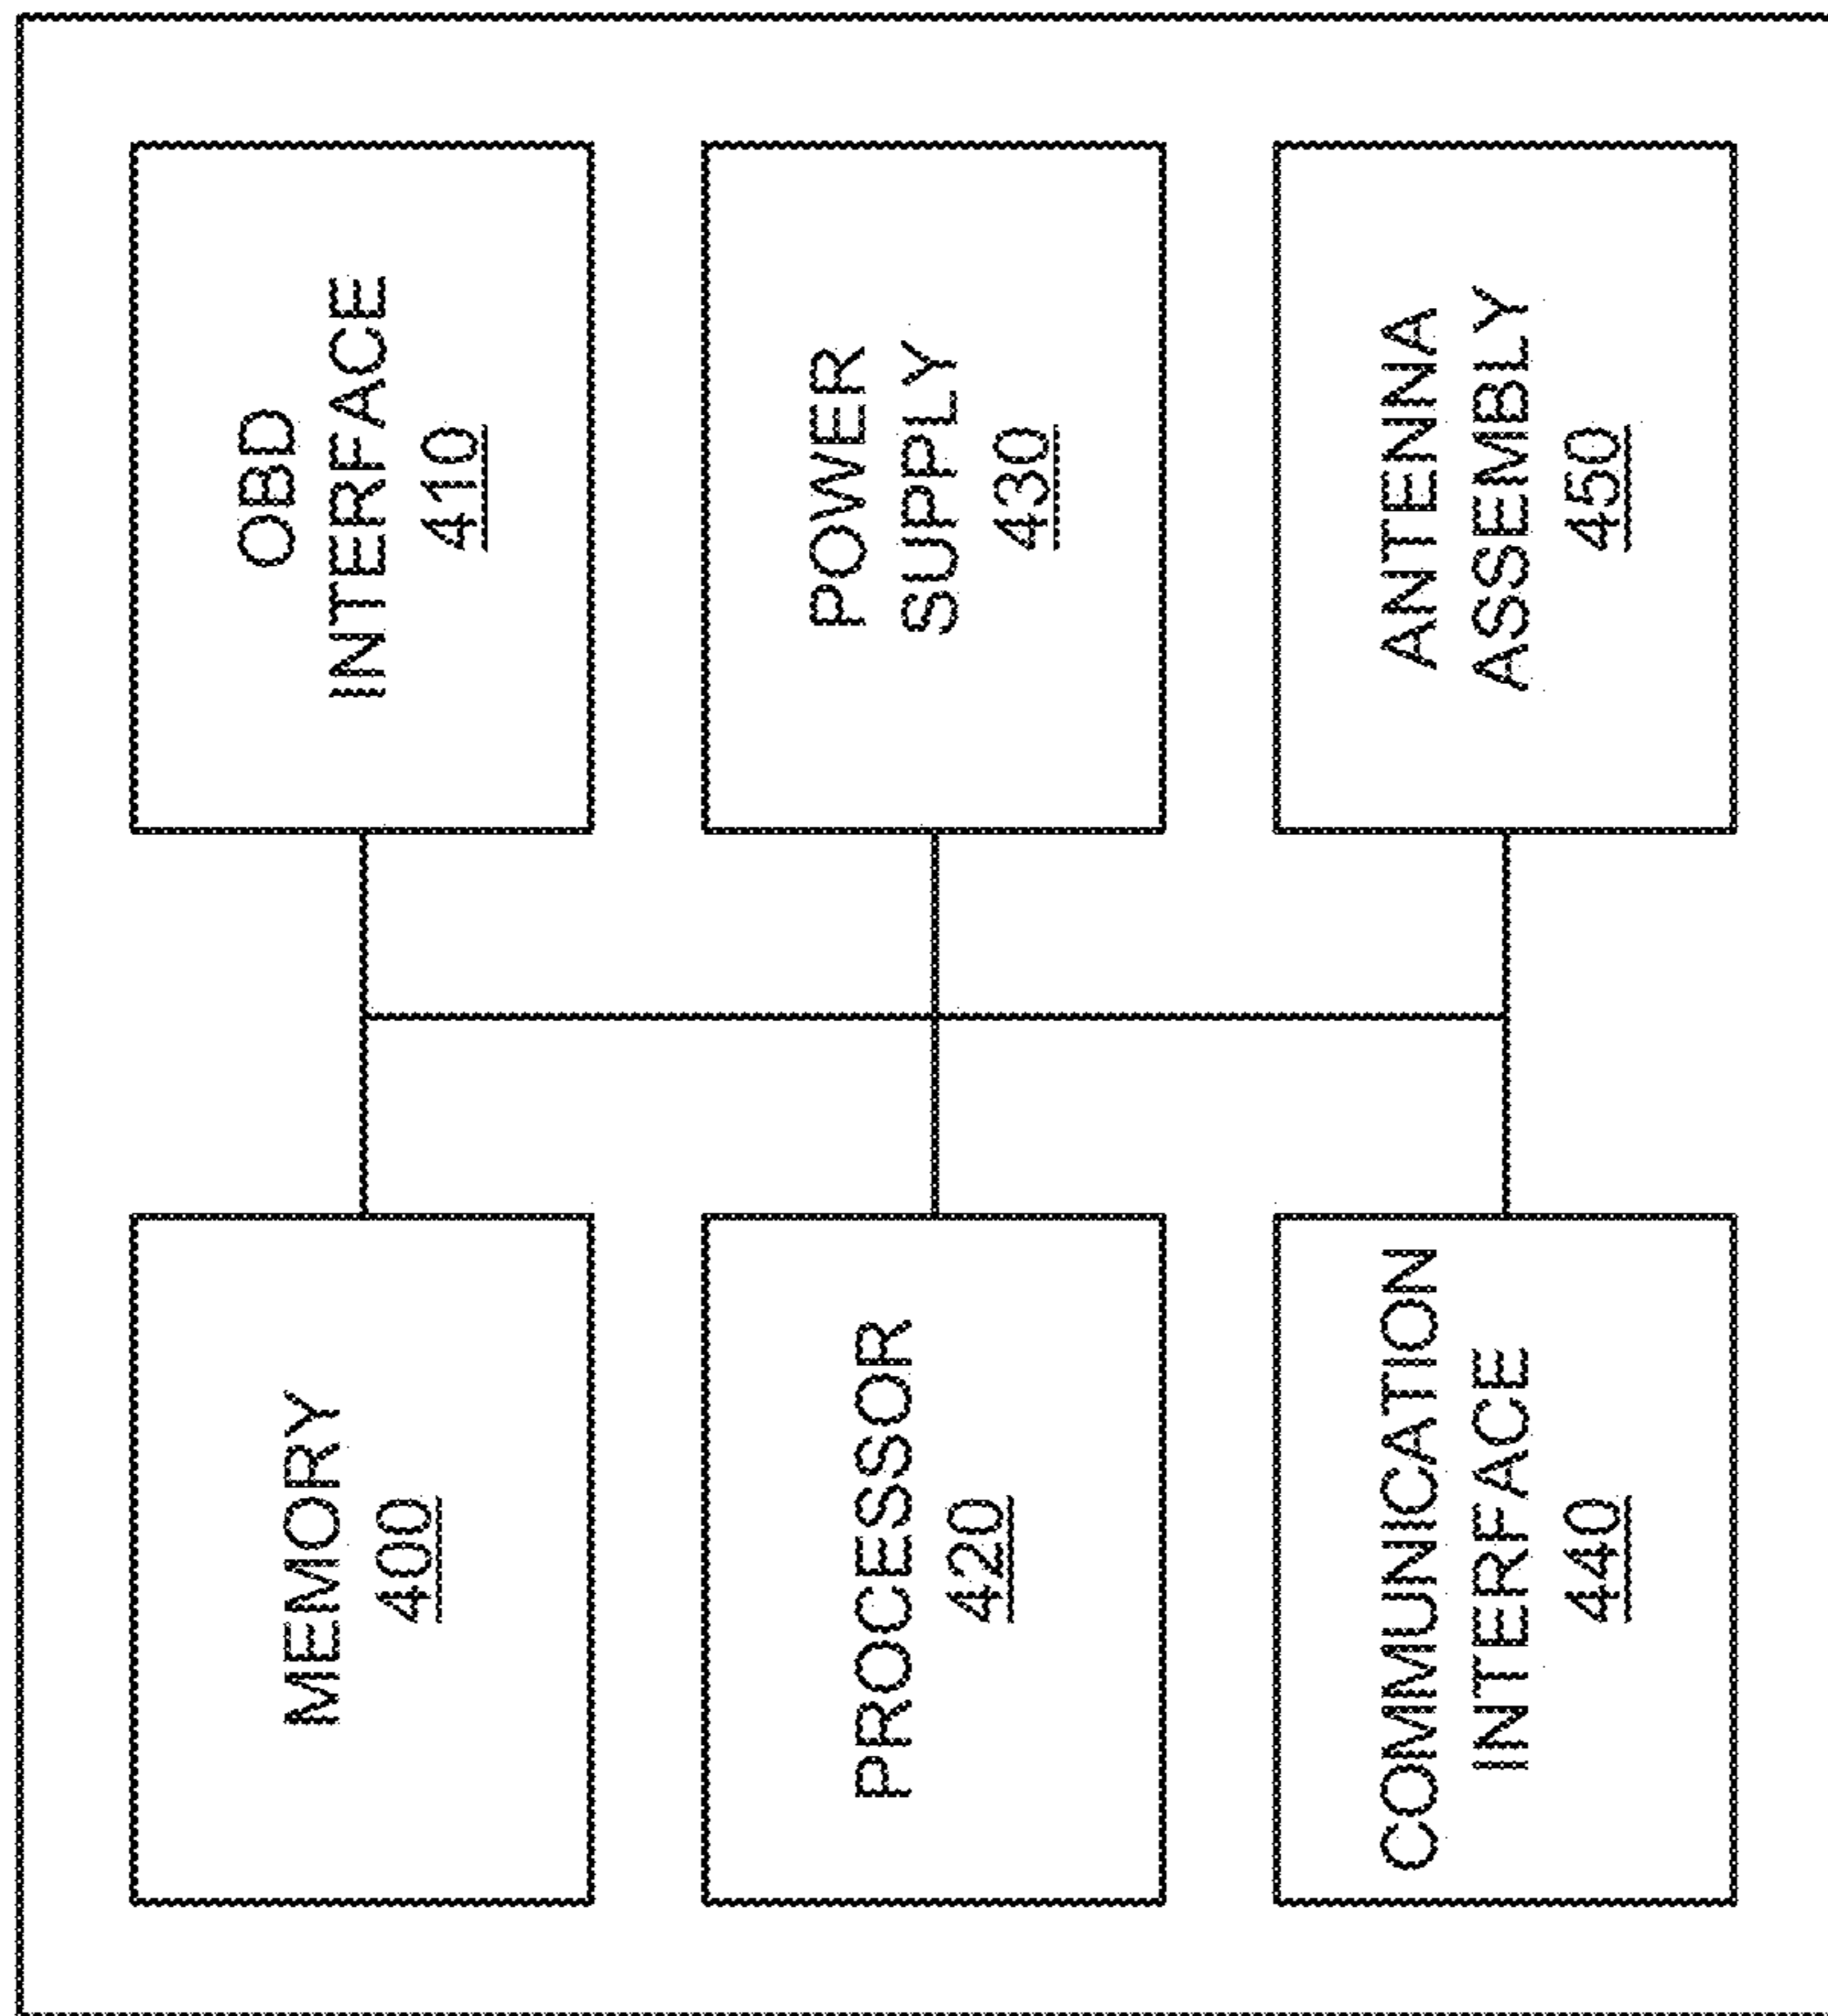 MEMORY
400
OBD
INTERFACE
410
PROCESSOR
420
POWER
SUPPLY
430
COMMUNICATION
INTERFACE
440
ANTENNA
ASSEMBLY
450